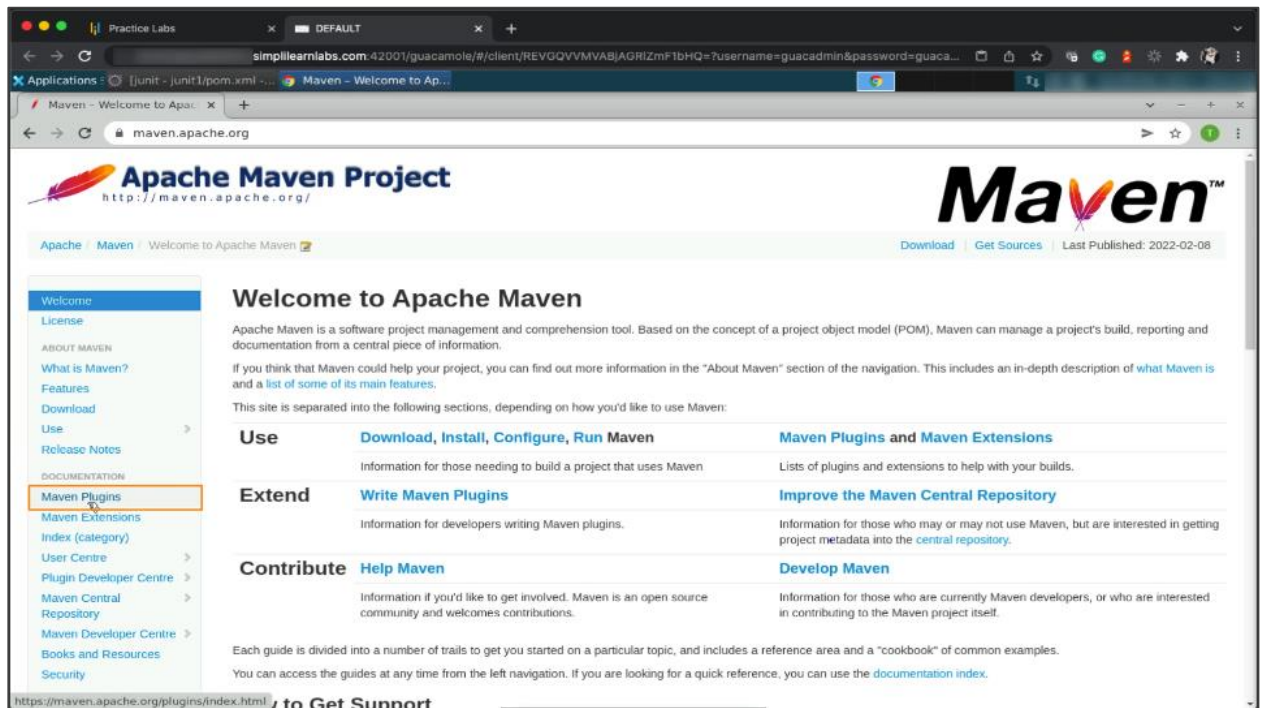 Practice Labs
DEFAULT
simplilearnlabs.com:42001/guacamole/#/client/REVGQVVMVABjAGRlZmF1bHQ=?username=guacadmin&password=guaca...
Applications
[junit - junit1/pom.xml -...
Maven - Welcome to Ap...
Maven - Welcome to Apac
maven.apache.org
Apache Maven Project
http://maven.apache.org/
Maven™
Apache / Maven / Welcome to Apache Maven
Download | Get Sources | Last Published: 2022-02-08
Welcome
License
ABOUT MAVEN
What is Maven?
Features
Download
Use
Release Notes
DOCUMENTATION
Maven Plugins
Maven Extensions
Index (category)
User Centre
Plugin Developer Centre
Maven Central
Repository
Maven Developer Centre
Books and Resources
Security
https://maven.apache.org/plugins/index.html
Welcome to Apache Maven
Apache Maven is a software project management and comprehension tool. Based on the concept of a project object model (POM), Maven can manage a project's build, reporting and
documentation from a central piece of information.
If you think that Maven could help your project, you can find out more information in the "About Maven" section of the navigation. This includes an in-depth description of what Maven is
and a list of some of its main features.
This site is separated into the following sections, depending on how you'd like to use Maven:
Use
Download, Install, Configure, Run Maven
Information for those needing to build a project that uses Maven
Maven Plugins and Maven Extensions
Lists of plugins and extensions to help with your builds.
Extend
Write Maven Plugins
Information for developers writing Maven plugins.
Improve the Maven Central Repository
Information for those who may or may not use Maven, but are interested in getting
project metadata into the central repository.
Contribute
Help Maven
Information if you'd like to get involved. Maven is an open source
community and welcomes contributions.
Develop Maven
Information for those who are currently Maven developers, or who are interested
in contributing to the Maven project itself.
Each guide is divided into a number of trails to get you started on a particular topic, and includes a reference area and a "cookbook" of common examples.
You can access the guides at any time from the left navigation. If you are looking for a quick reference, you can use the documentation index.
to Get Support